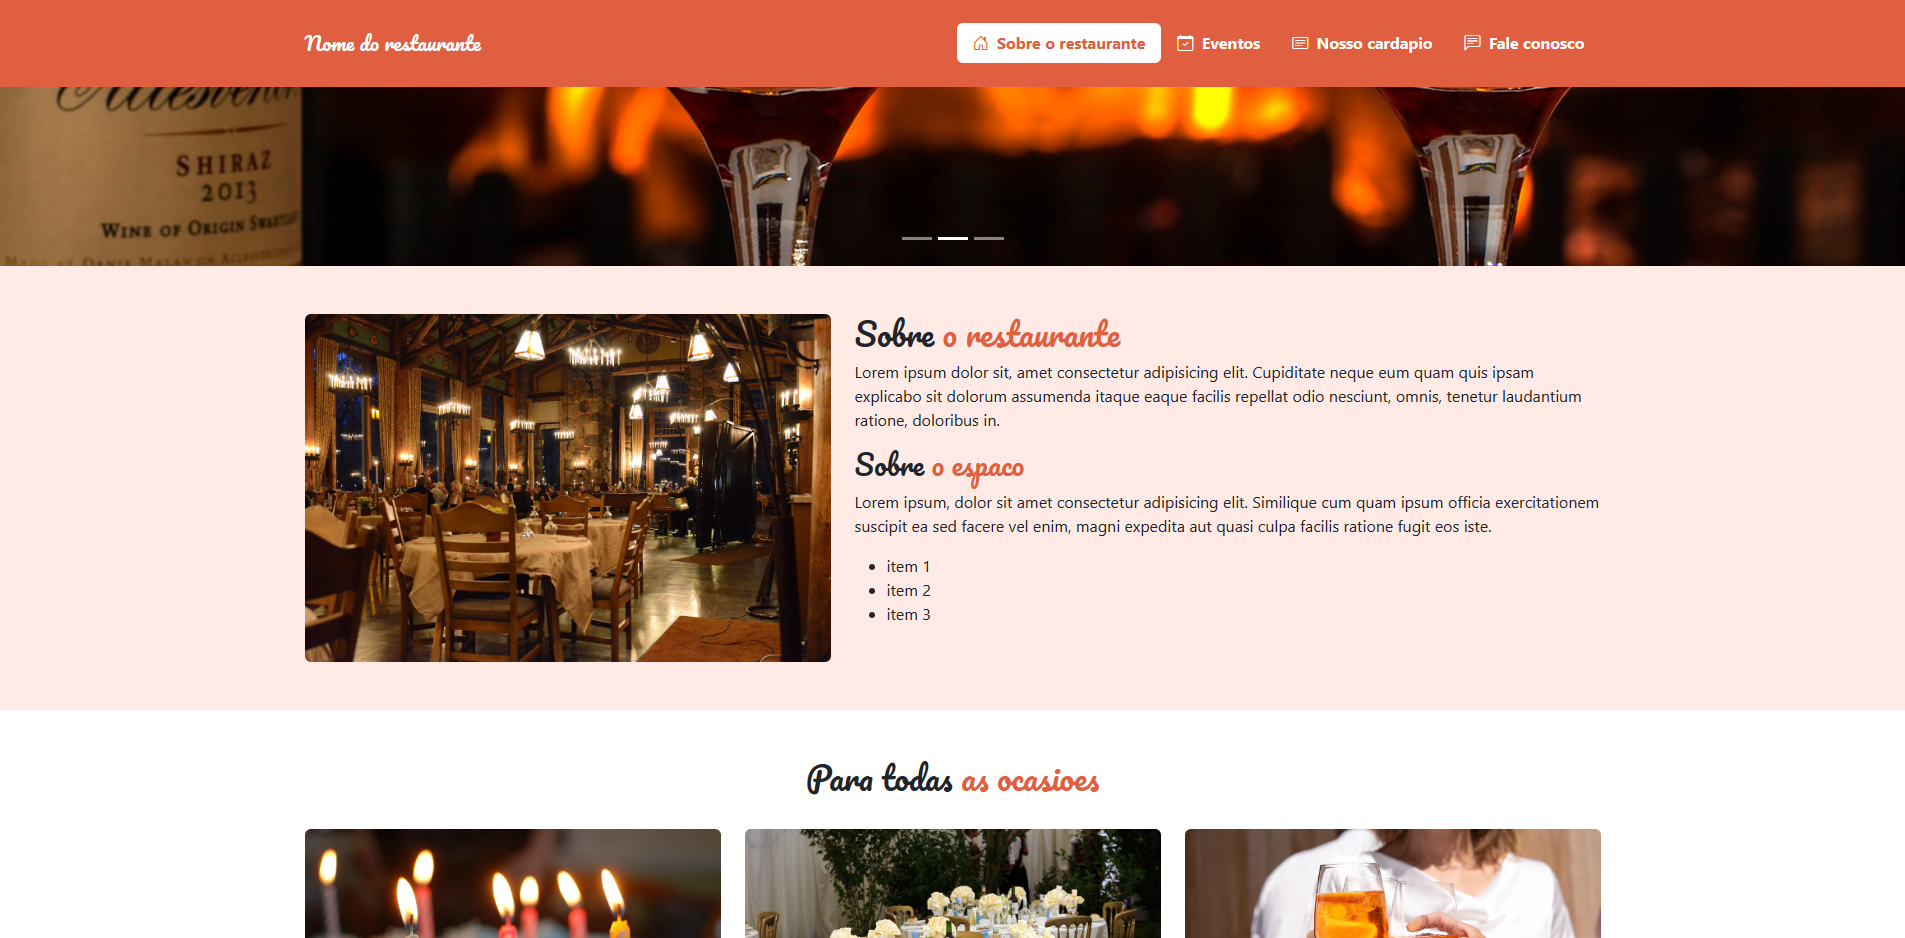 Nome do restaurante
Sobre o restaurante
Eventos
Nosso cardapio
Fale conosco
SHIRAZ
2013
WINE OF ORIGIN
Sobre o restaurante
Lorem ipsum dolor sit, amet consectetur adipisicing elit. Cupiditate neque eum quam quis ipsam
explicabo sit dolorum assumenda itaque eaque facilis repellat odio nesciunt, omnis, tenetur laudantium
ratione, doloribus in.
Sobre o espaco
Lorem ipsum, dolor sit amet consectetur adipisicing elit. Similique cum quam ipsum officia exercitationem
suscipit ea sed facere vel enim, magni expedita aut quasi culpa facilis ratione fugit eos iste.
item 1
item 2
item 3
Para todas as ocasioes